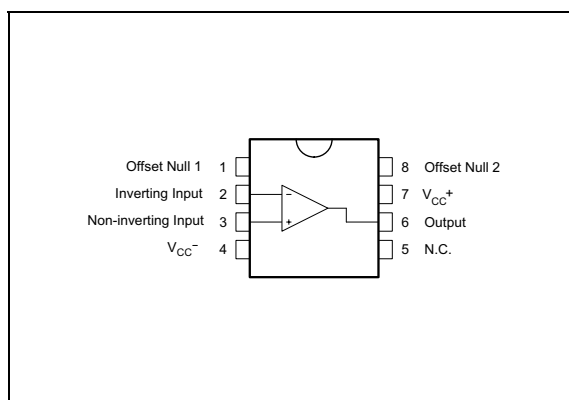 Offset Null 1 1 8 Offset Null 2
Inverting Input 2 − 7 VCC+
Non-inverting Input 3 + 6 Output
VCC− 4 5 N.C.